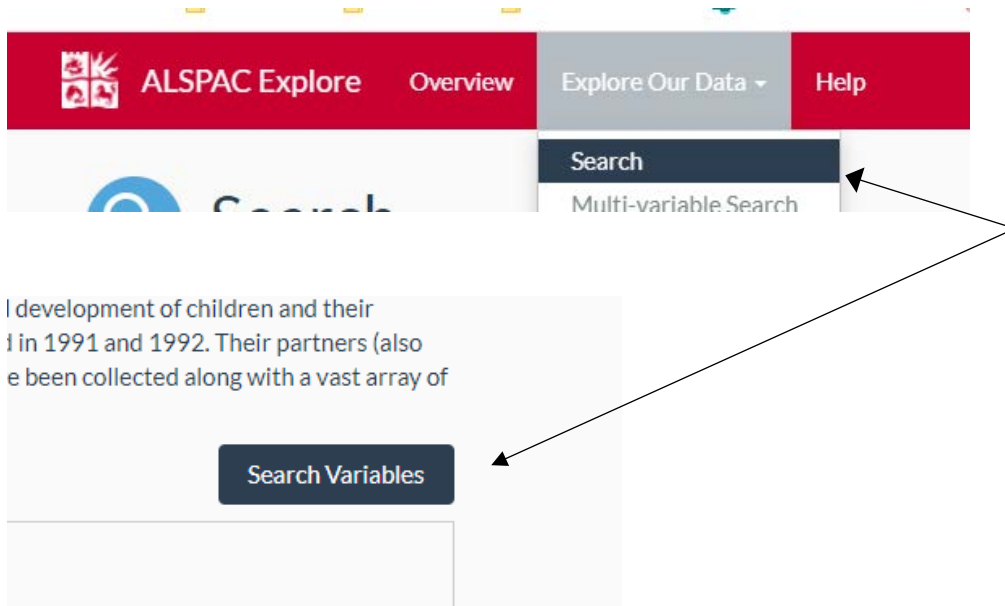 ALSPAC Explore Overview Explore Our Data Help
Search
Search
Multi-variable Search
development of children and their
in 1991 and 1992. Their partners (also
e been collected along with a vast array of
Search Variables